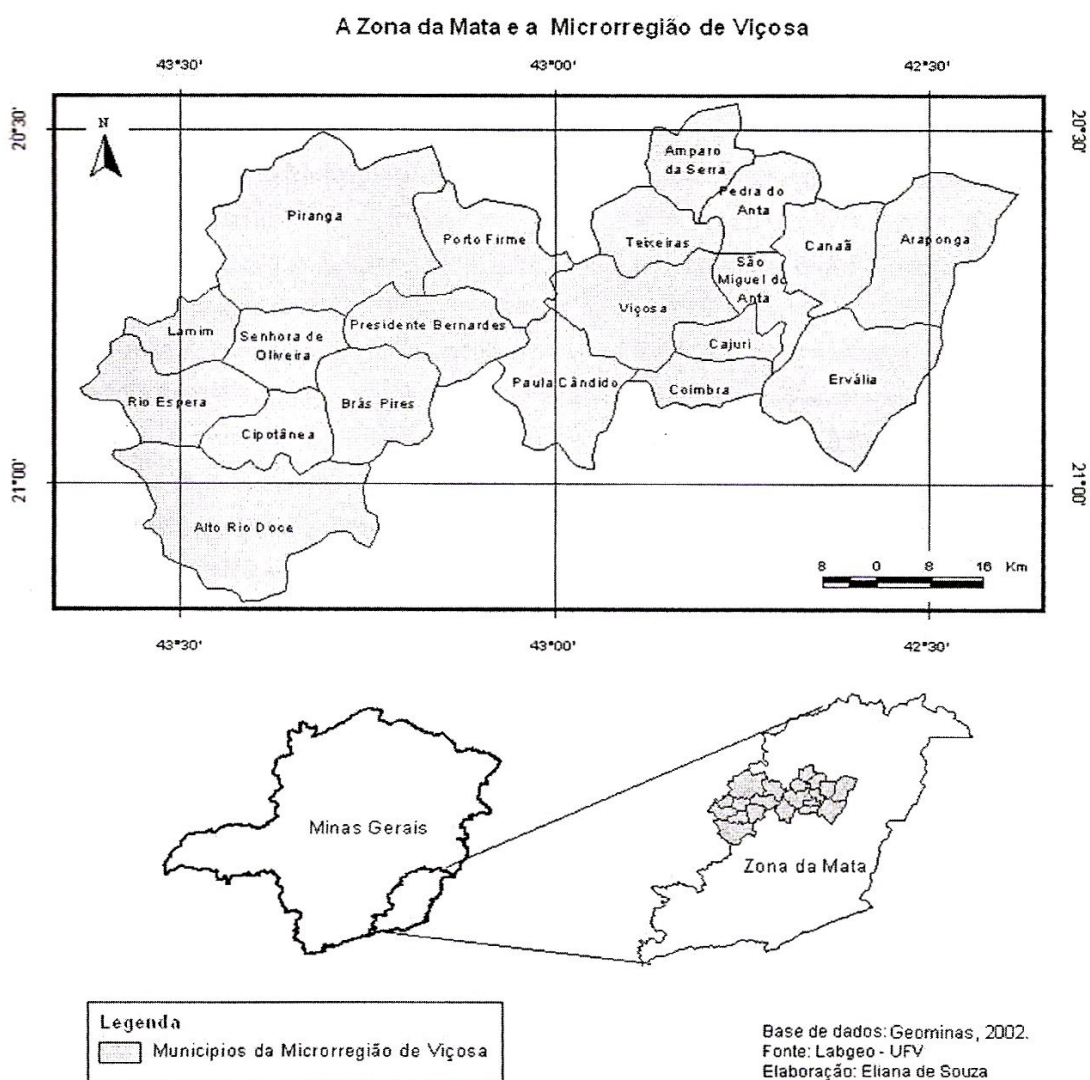 A Zona da Mata e a Microrregião de Viçosa
43°30'
43°00'
42°30'
20°30'
20°30'
N
Amparo
da Serra
Pedra do
Anta
Piranga
Porto Firme
Teixeiras
Canaã
Araponga
São
Miguel do
Anta
Viçosa
Lamim
Senhora de
Oliveira
Presidente Bernardes
Cajuri
Rio Espera
Brás Pires
Paula Cândido
Coimbra
Ervália
Cipotânea
21°00'
21°00'
Alto Rio Doce
8 0 8 16 Km
43°30'
43°00'
42°30'
Minas Gerais
Zona da Mata
Legenda
Municípios da Microrregião de Viçosa
Base de dados: Geominas, 2002.
Fonte: Labgeo - UFV
Elaboração: Eliana de Souza